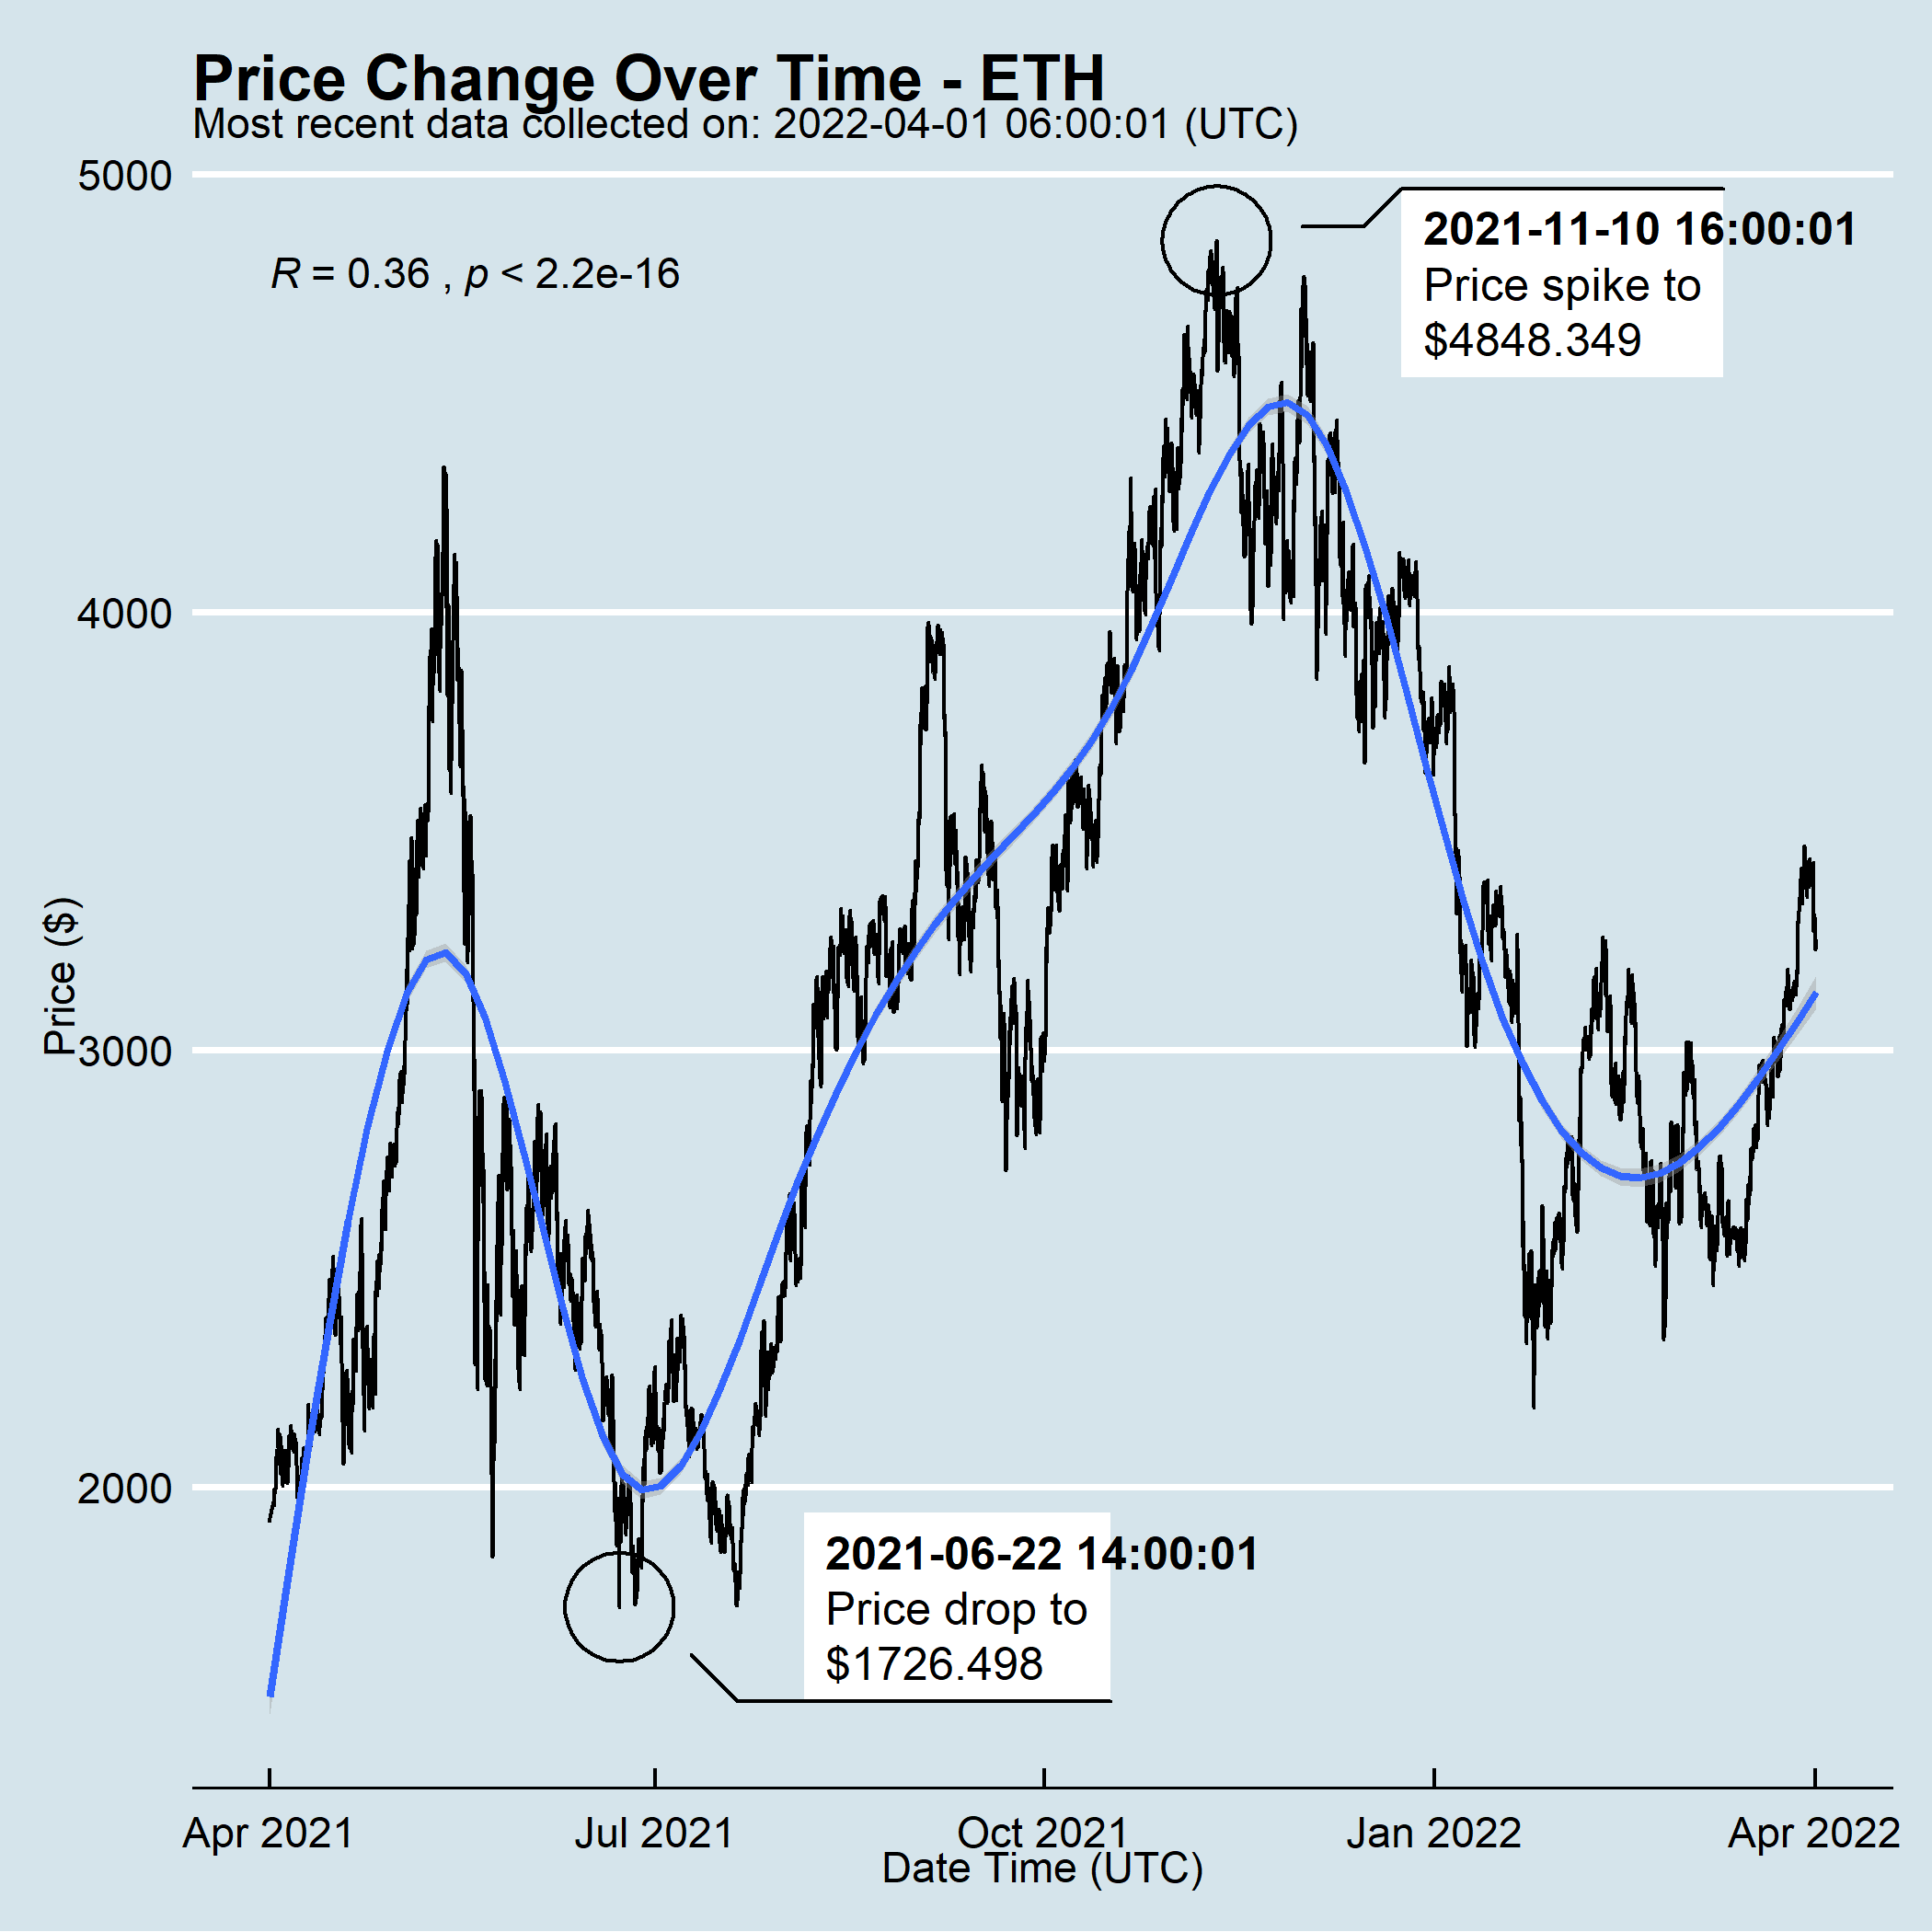 Price Change Over Time - ETH
Most recent data collected on: 2022-04-01 06:00:01 (UTC)
5000
2021-11-10 16:00:01
Price spike to
$4848.349
R = 0.36 , p < 2.2e-16
4000
Price ($)
3000
2000
2021-06-22 14:00:01
Price drop to
$1726.498
Apr 2021 Jul 2021 Oct 2021 Jan 2022 Apr 2022
Date Time (UTC)